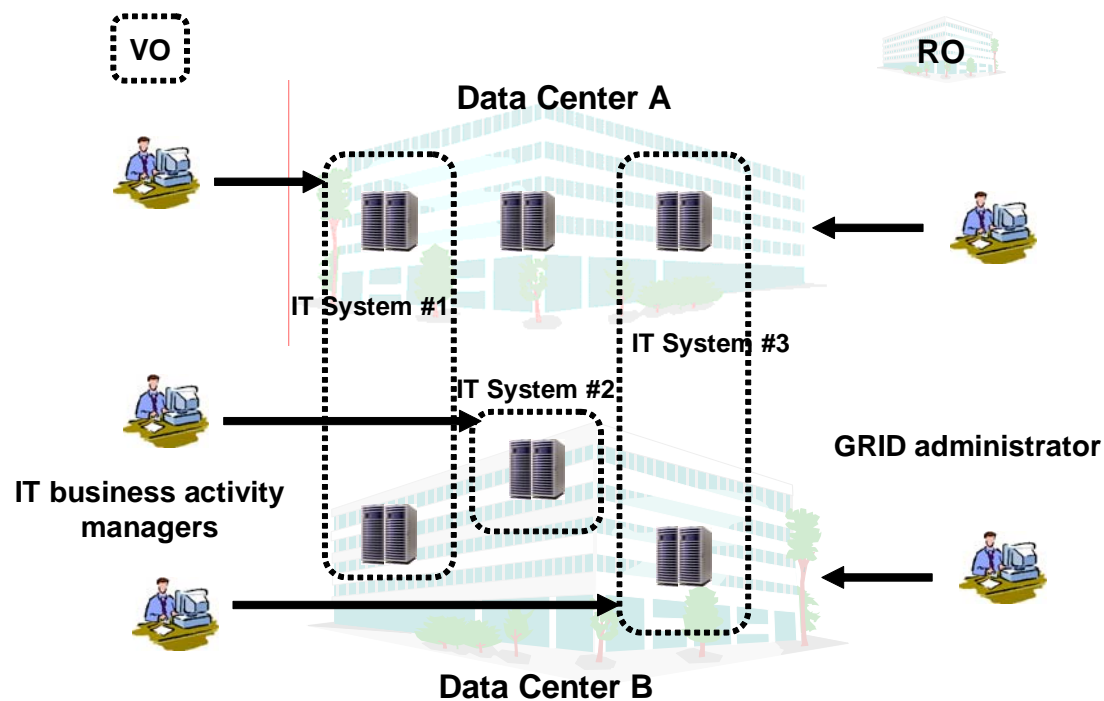 VO
RO
Data Center A
IT System #1
IT System #3
IT System #2
GRID administrator
IT business activity
managers
Data Center B